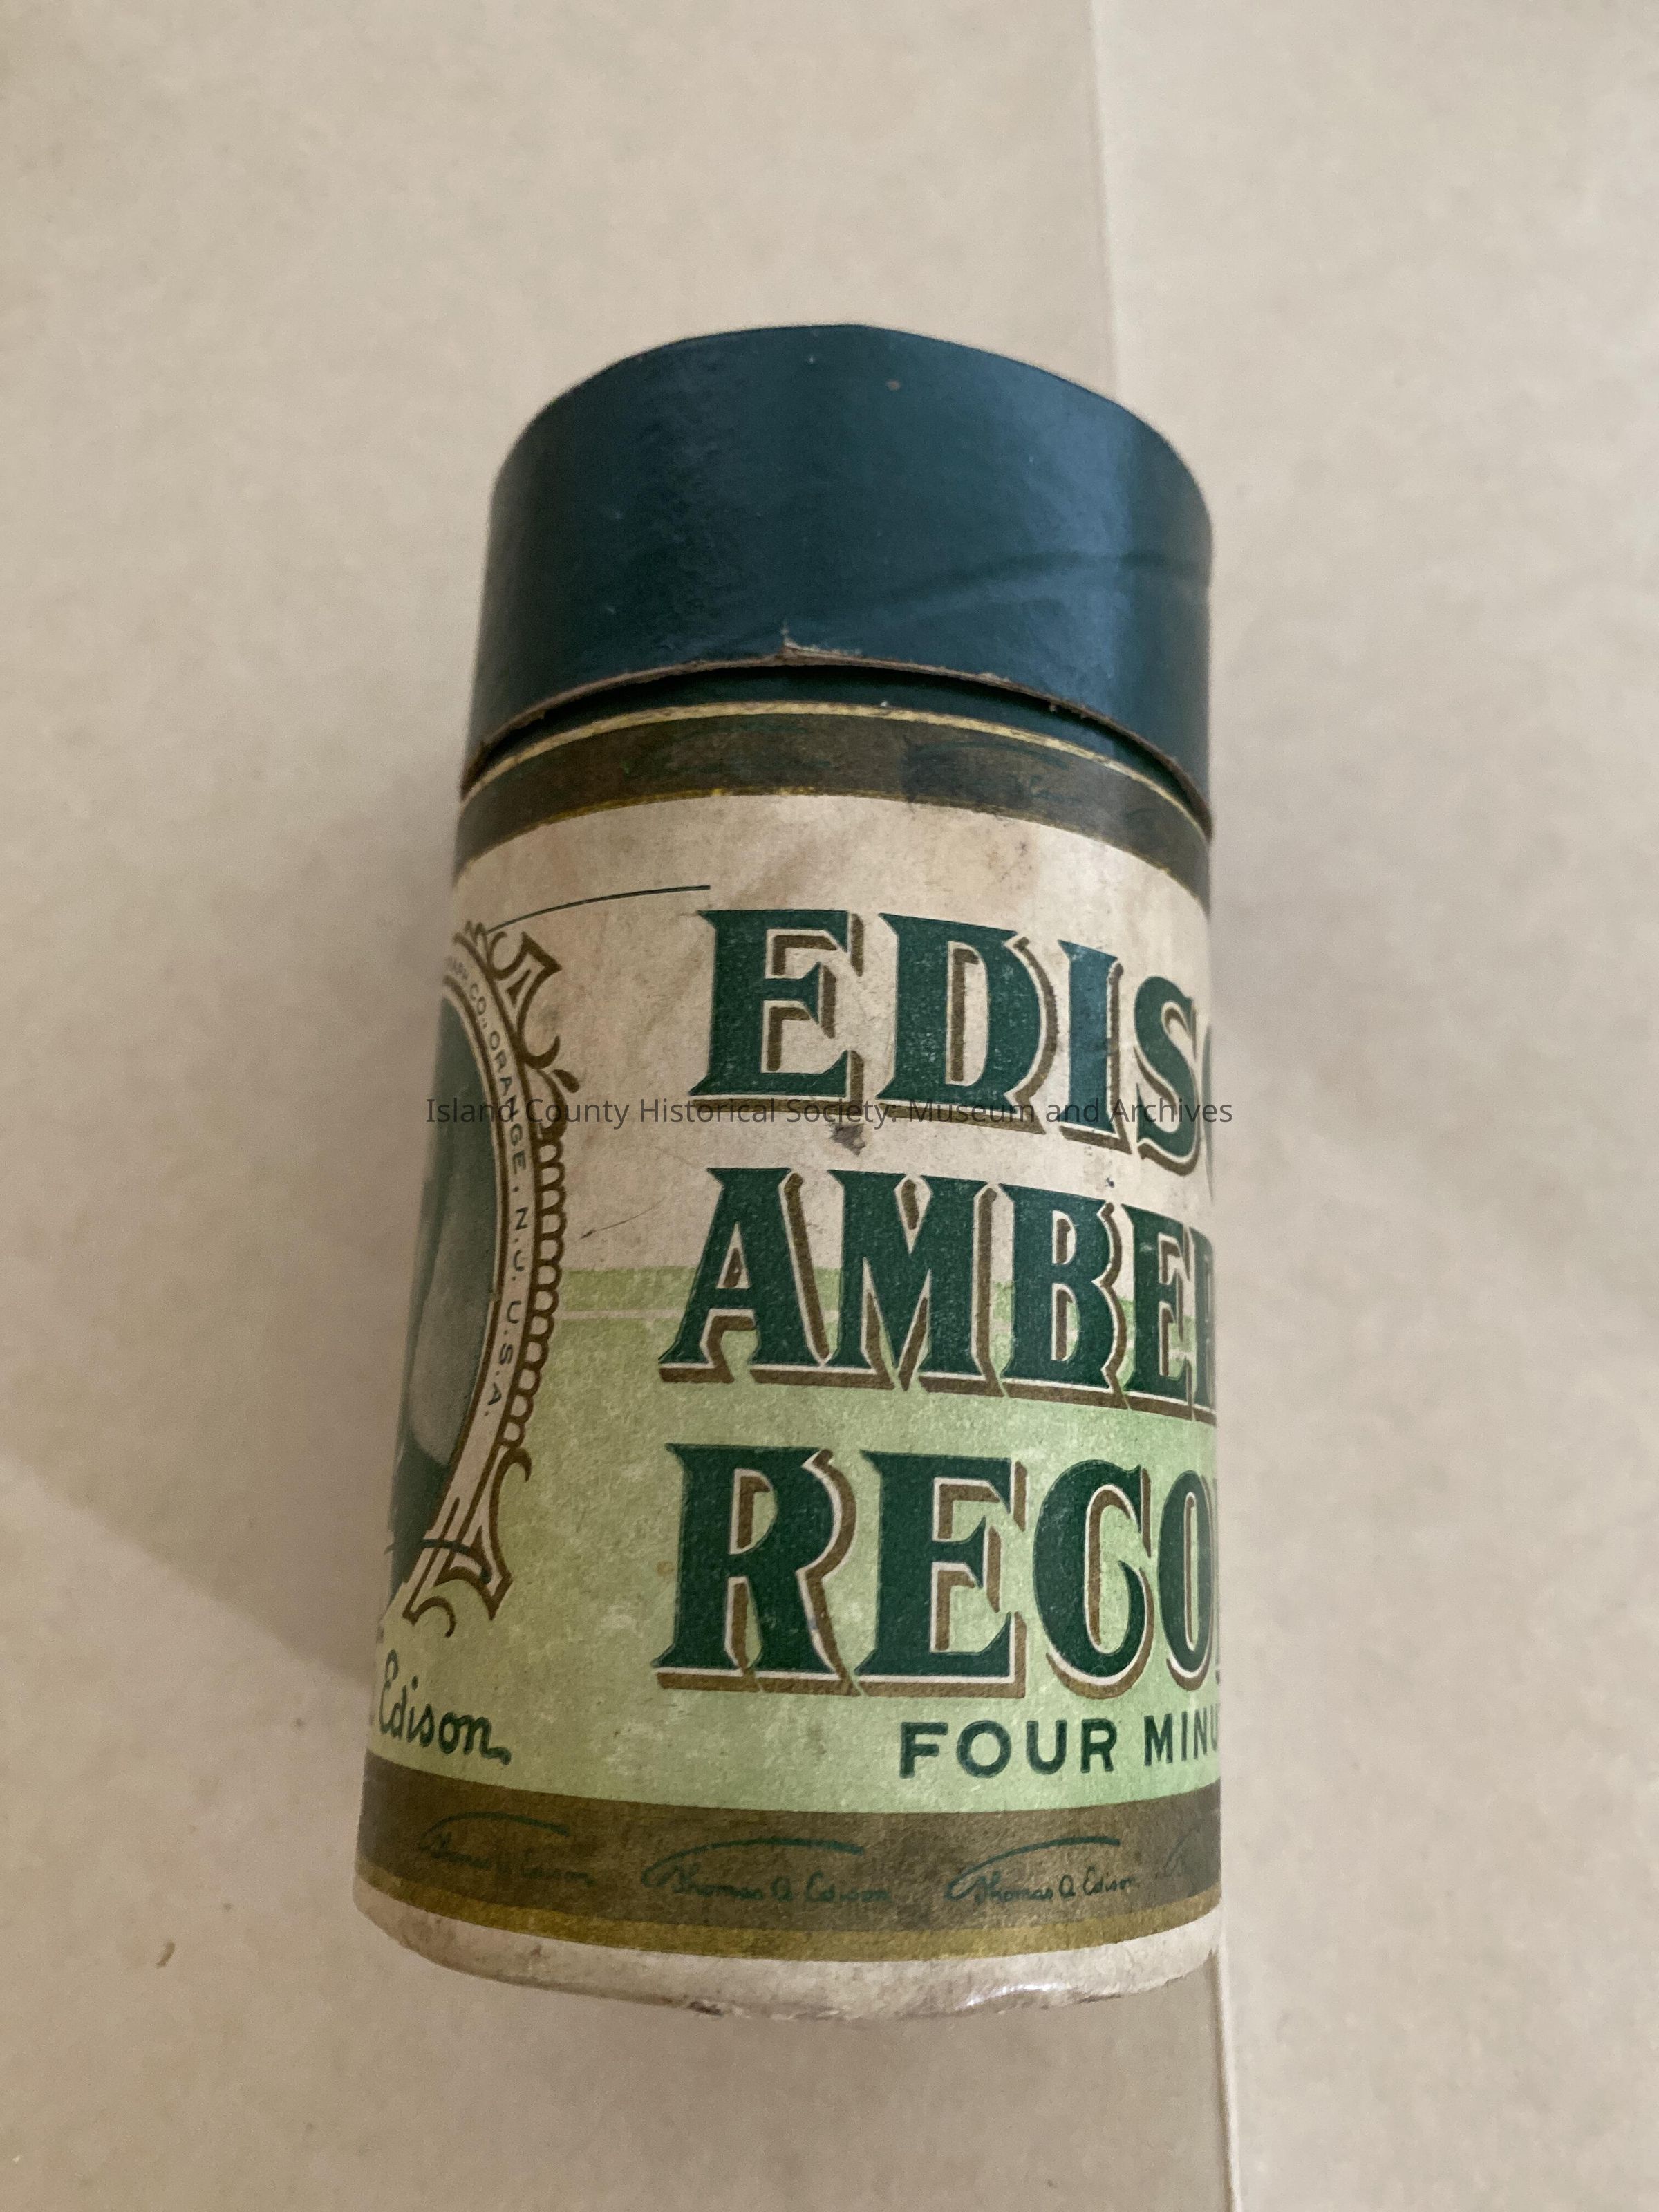 EDISO
Island County Historical Society: Museum and Archives
CO., ORANGE, N.J. U.S.A.
AMBER
RECO
FOUR MINU
Edison
Thomas A Edison Thomas A Edison Thomas A Edison